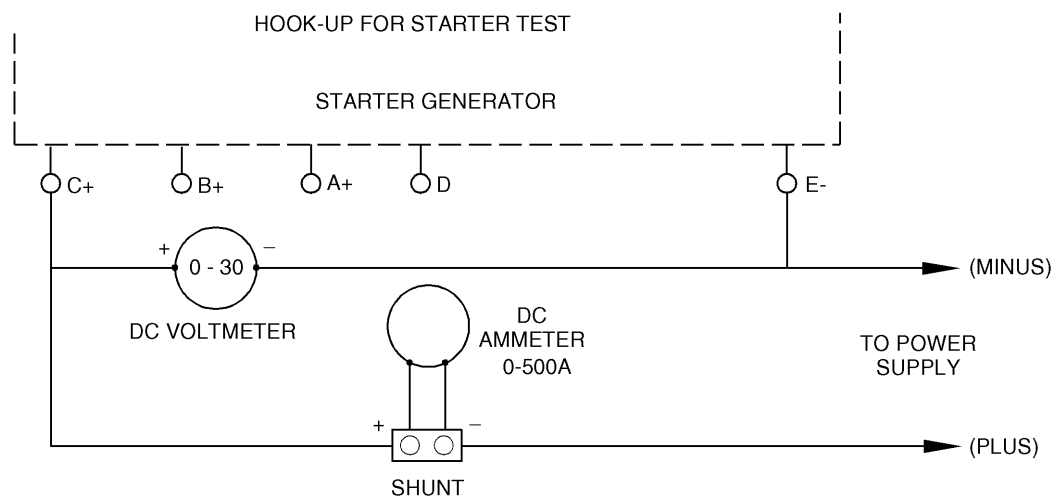 HOOK-UP FOR STARTER TEST
STARTER GENERATOR
C+ B+ A+ D E-
+ 0 - 30 –
(MINUS)
DC VOLTMETER
DC
AMMETER
0-500A
TO POWER
SUPPLY
+ –
(PLUS)
SHUNT